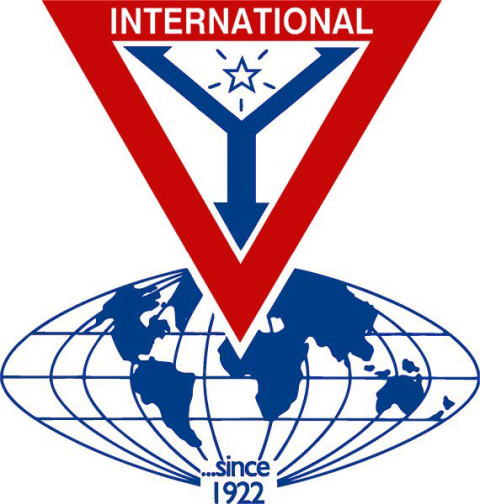 INTERNATIONAL
Y
...since
1922